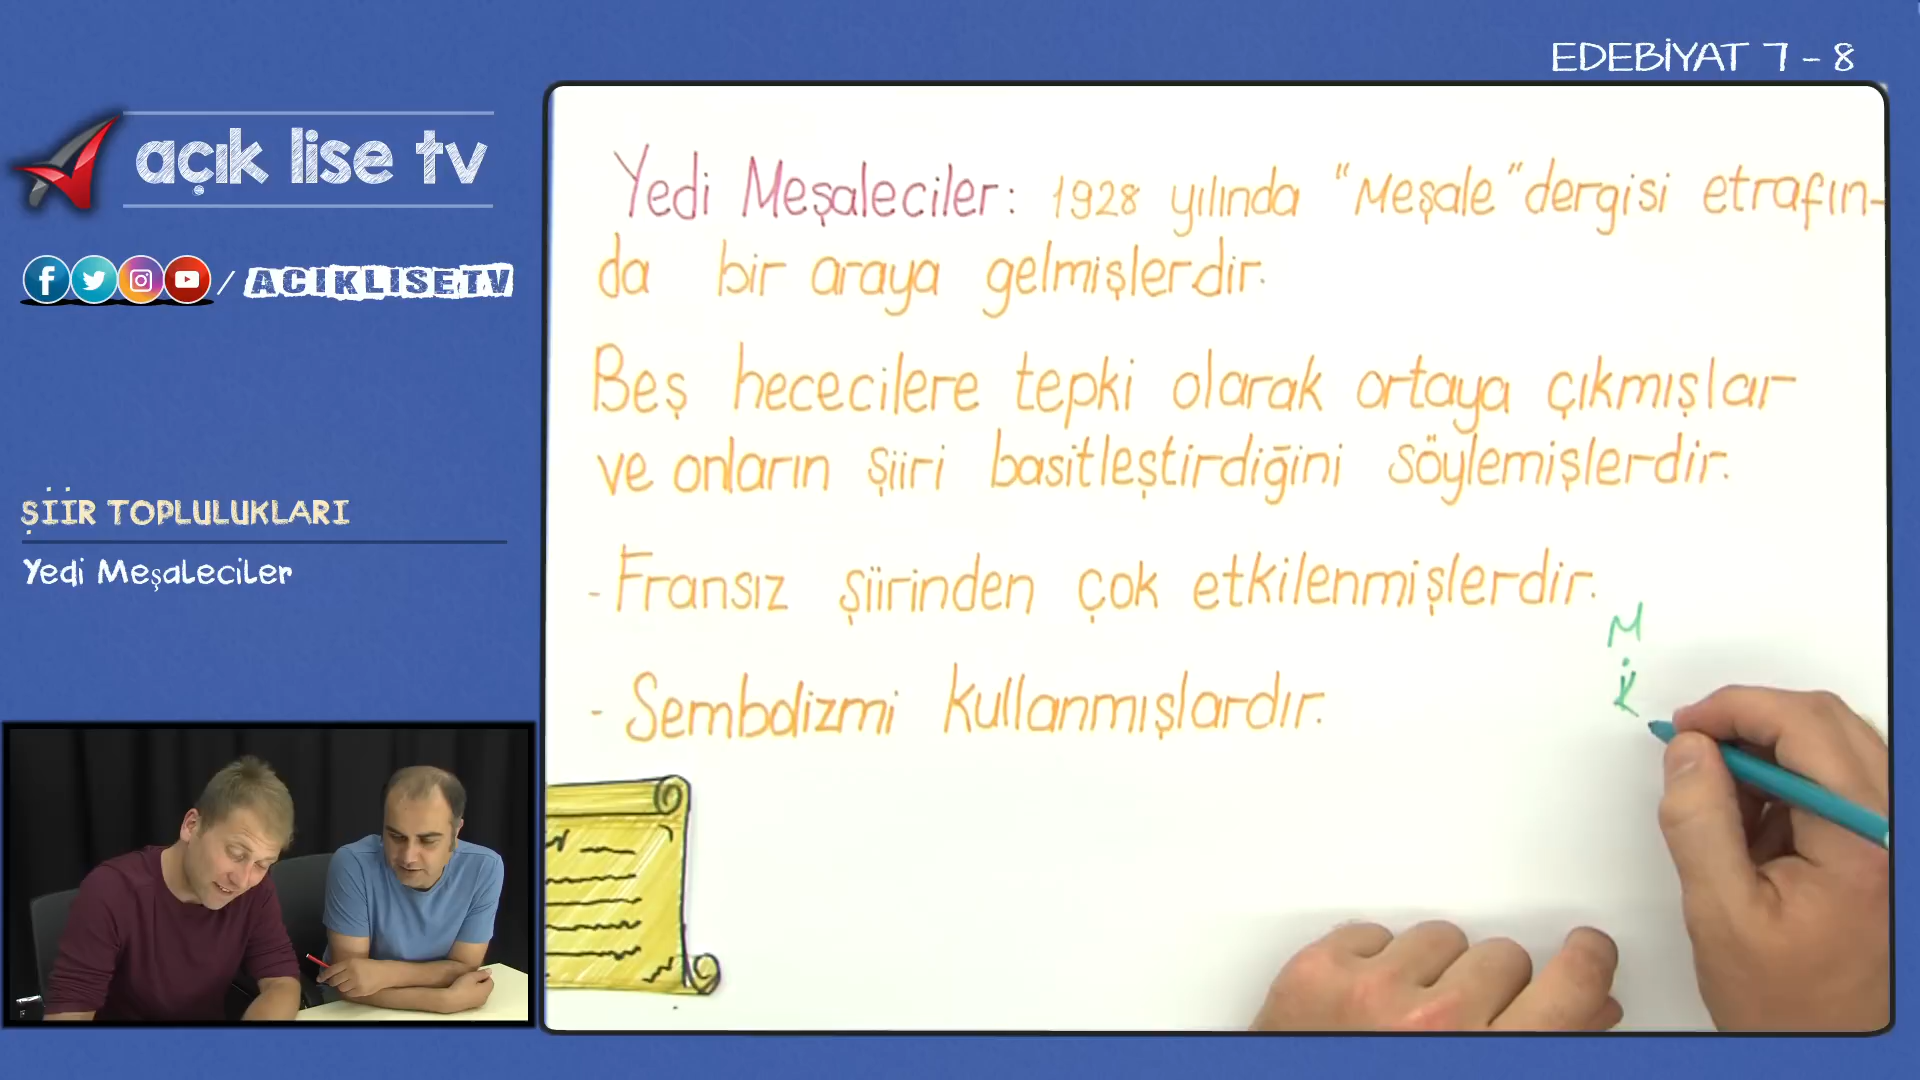 EDEBİYAT 7 - 8
açık lise tv
/ ACIKLISETV
ŞİİR TOPLULUKLARI
Yedi Meşaleciler
Yedi Meşaleciler: 1928 yılında "Meşale" dergisi etrafın-
da bir araya gelmişlerdir.
Beş hececilere tepki olarak ortaya çıkmışlar
ve onların şiiri basitleştirdiğini söylemişlerdir.
- Fransız şiirinden çok etkilenmişlerdir.
- Sembolizmi kullanmışlardır.
M
K